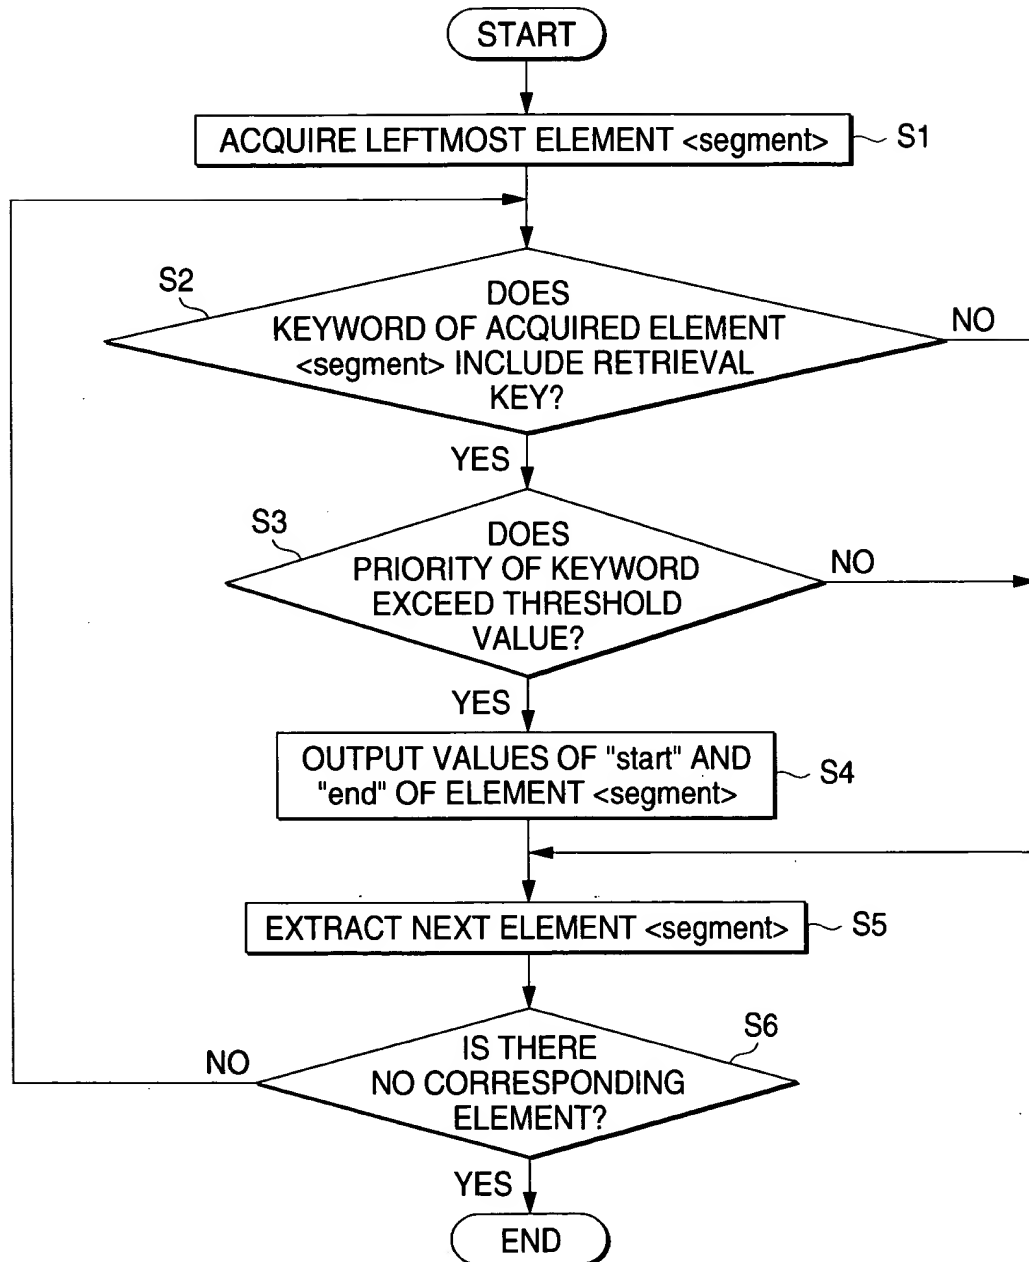 START
ACQUIRE LEFTMOST ELEMENT <segment>
S1
S2
DOES
KEYWORD OF ACQUIRED ELEMENT
<segment> INCLUDE RETRIEVAL
KEY?
NO
YES
S3
DOES
PRIORITY OF KEYWORD
EXCEED THRESHOLD
VALUE?
NO
YES
OUTPUT VALUES OF "start" AND
"end" OF ELEMENT <segment>
S4
EXTRACT NEXT ELEMENT <segment>
S5
S6
IS THERE
NO CORRESPONDING
ELEMENT?
NO
YES
END